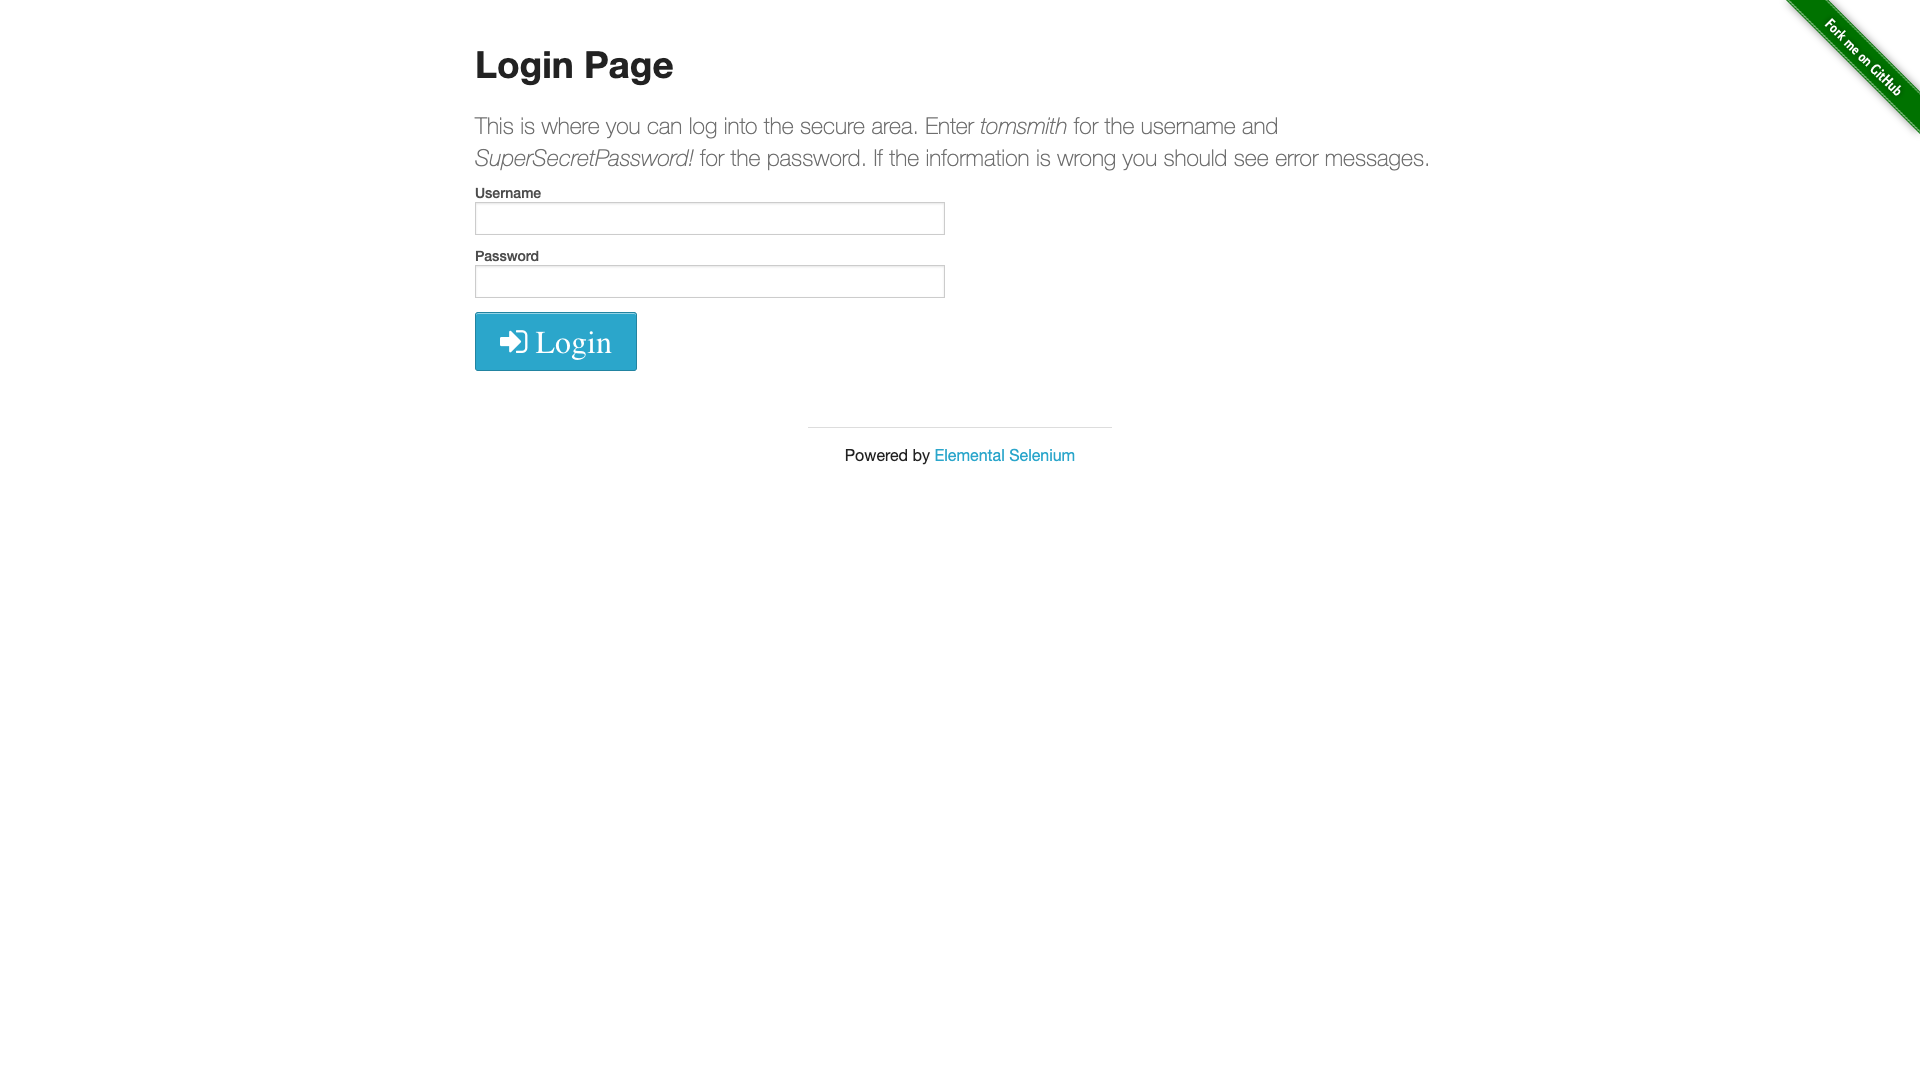 Fork me on GitHub
Login Page
This is where you can log into the secure area. Enter tomsmith for the username and
SuperSecretPassword! for the password. If the information is wrong you should see error messages.
Username
Password
Login
Powered by Elemental Selenium